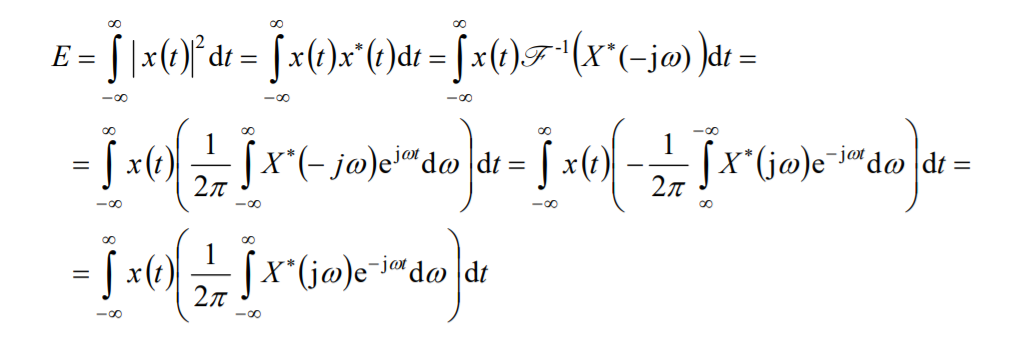 E = ∫_{−∞}^{∞} |x(t)|² dt = ∫_{−∞}^{∞} x(t)x*(t)dt = ∫_{−∞}^{∞} x(t)ℱ⁻¹(X*(−jω))dt =
= ∫_{−∞}^{∞} x(t)( 1/2π ∫_{−∞}^{∞} X*(− jω)e^{jωt} dω )dt = ∫_{−∞}^{∞} x(t)( − 1/2π ∫_{∞}^{−∞} X*(jω)e^{−jωt} dω )dt =
= ∫_{−∞}^{∞} x(t)( 1/2π ∫_{−∞}^{∞} X*(jω)e^{−jωt} dω )dt